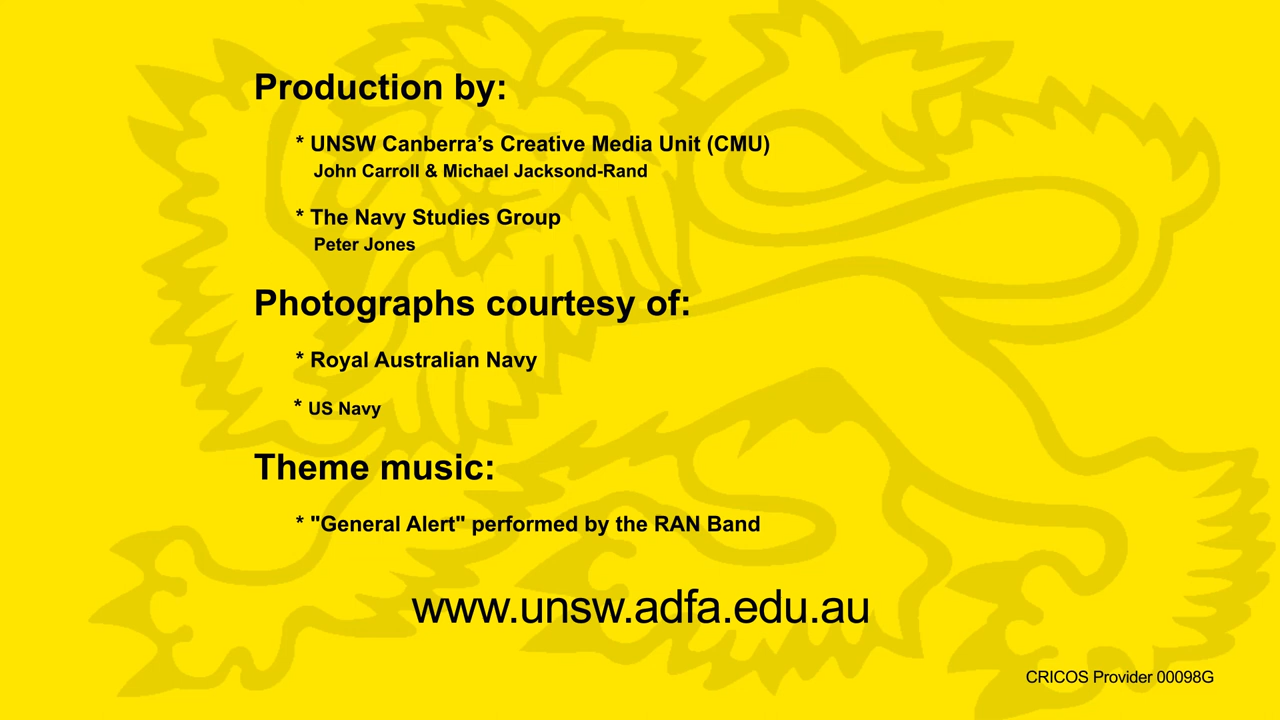 Production by:
* UNSW Canberra’s Creative Media Unit (CMU)
John Carroll & Michael Jacksond-Rand
* The Navy Studies Group
Peter Jones
Photographs courtesy of:
* Royal Australian Navy
* US Navy
Theme music:
* "General Alert" performed by the RAN Band
www.unsw.adfa.edu.au
CRICOS Provider 00098G